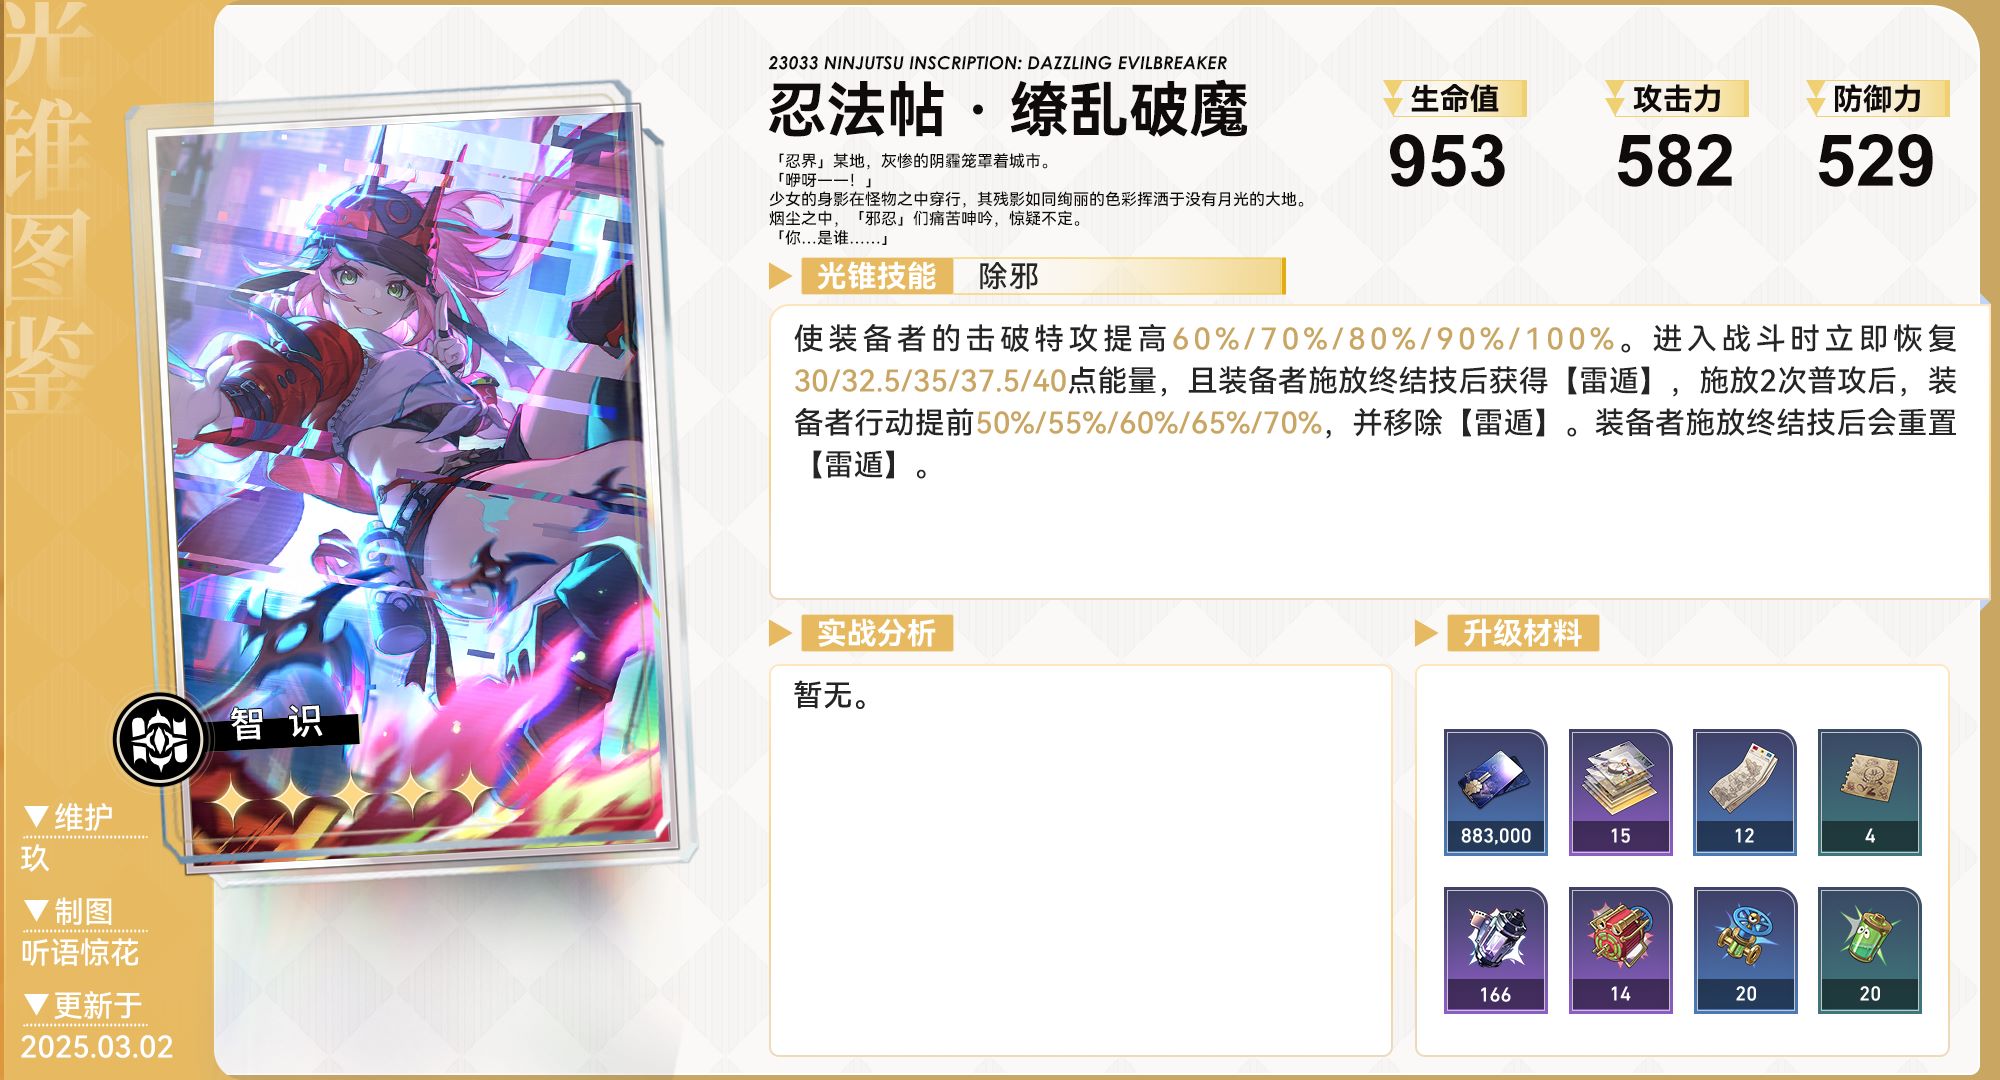 光锥图鉴
23033 NINJUTSU INSCRIPTION: DAZZLING EVILBREAKER
忍法帖·缭乱破魔
「忍界」某地，灰惨的阴霾笼罩着城市。
「咿呀——！」
少女的身影在怪物之中穿行，其残影如同绚丽的色彩挥洒于没有月光的大地。
烟尘之中，「邪忍」们痛苦呻吟，惊疑不定。
「你…是谁……」
生命值
953
攻击力
582
防御力
529
光锥技能
除邪
使装备者的击破特攻提高60%/70%/80%/90%/100%。进入战斗时立即恢复
30/32.5/35/37.5/40点能量，且装备者施放终结技后获得【雷遁】，施放2次普攻后，装
备者行动提前50%/55%/60%/65%/70%，并移除【雷遁】。装备者施放终结技后会重置
【雷遁】。
实战分析
暂无。
升级材料
883,000
15
12
4
166
14
20
20
智识
▼维护
玖
▼制图
听语惊花
▼更新于
2025.03.02